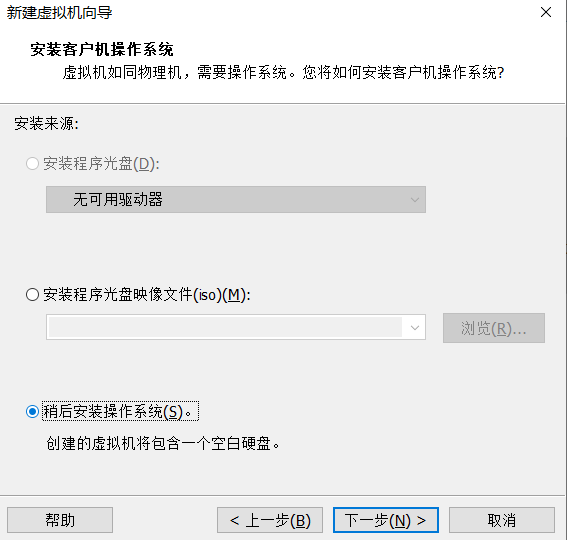 新建虚拟机向导
安装客户机操作系统
虚拟机如同物理机，需要操作系统。您将如何安装客户机操作系统?
安装来源:
安装程序光盘(D):
无可用驱动器
安装程序光盘映像文件(iso)(M):
浏览(R)...
稍后安装操作系统(S)。
创建的虚拟机将包含一个空白硬盘。
帮助 < 上一步(B) 下一步(N) > 取消